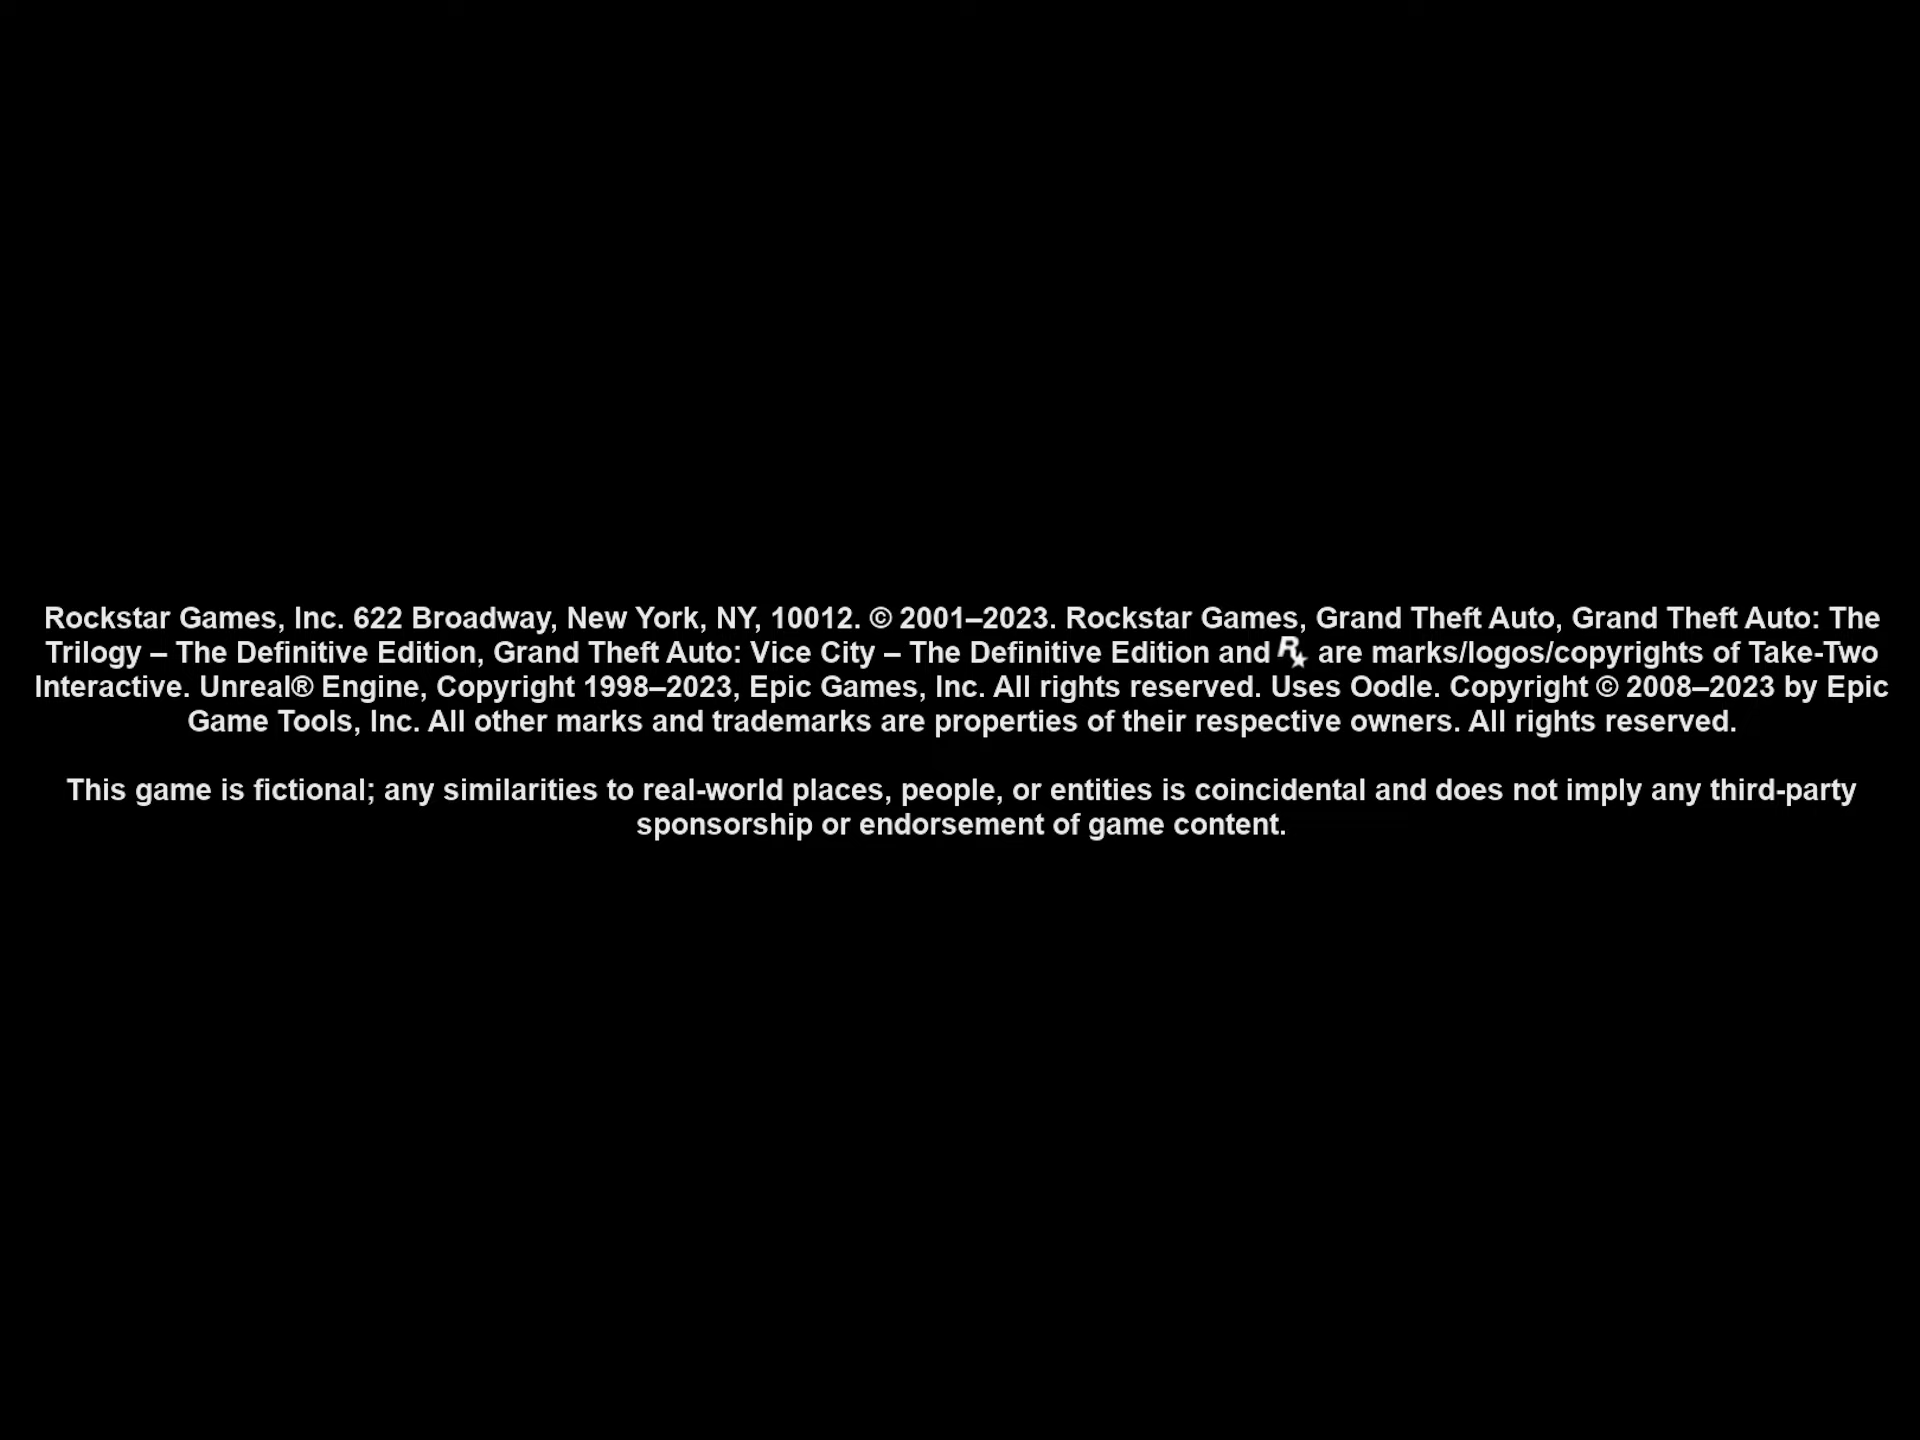 Rockstar Games, Inc. 622 Broadway, New York, NY, 10012. © 2001–2023. Rockstar Games, Grand Theft Auto, Grand Theft Auto: The
Trilogy – The Definitive Edition, Grand Theft Auto: Vice City – The Definitive Edition and R★ are marks/logos/copyrights of Take-Two
Interactive. Unreal® Engine, Copyright 1998–2023, Epic Games, Inc. All rights reserved. Uses Oodle. Copyright © 2008–2023 by Epic
Game Tools, Inc. All other marks and trademarks are properties of their respective owners. All rights reserved.
This game is fictional; any similarities to real-world places, people, or entities is coincidental and does not imply any third-party
sponsorship or endorsement of game content.